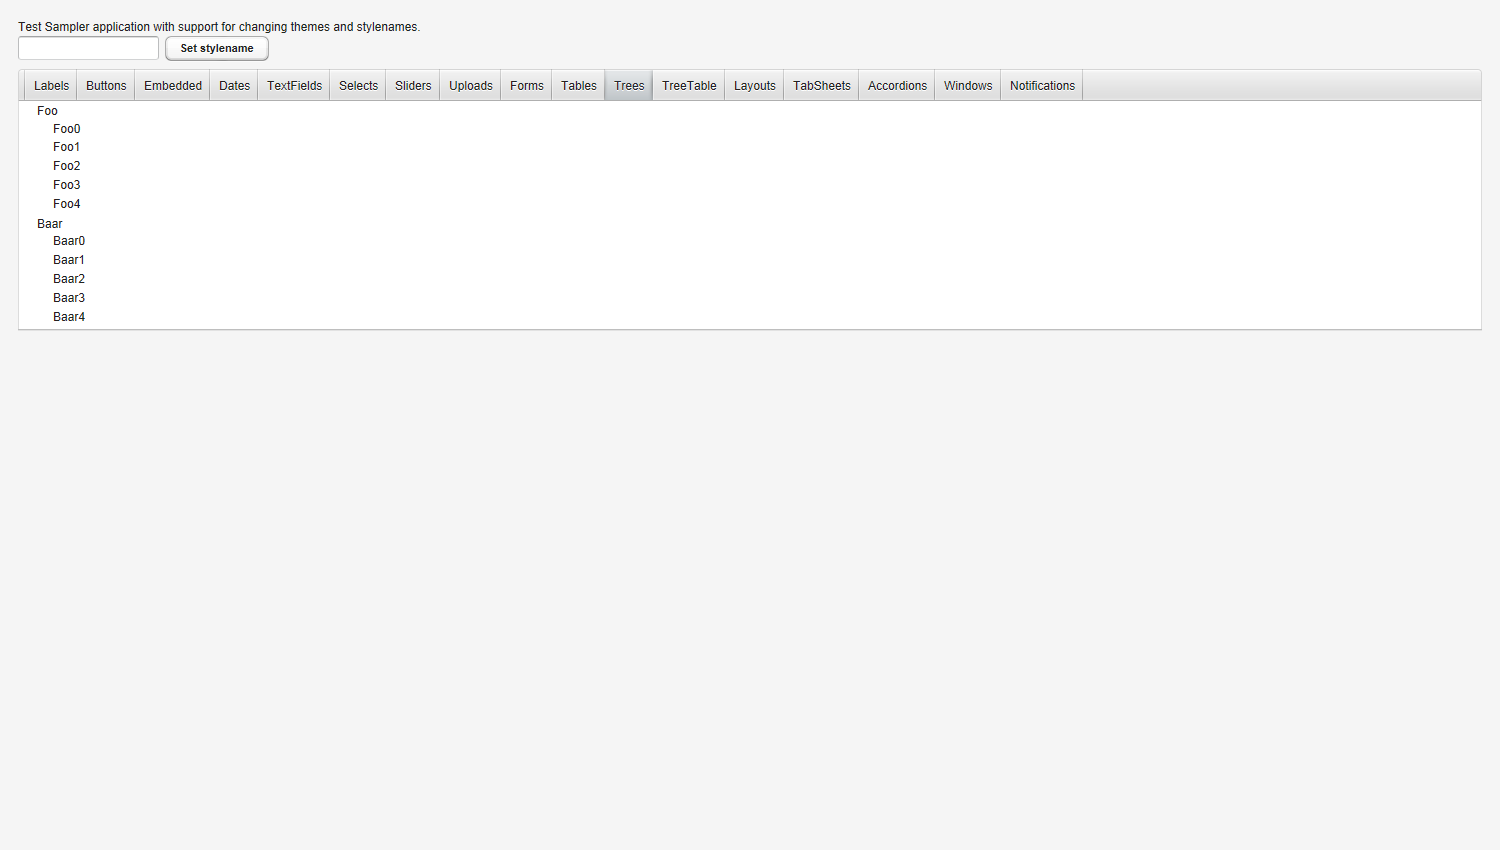 Test Sampler application with support for changing themes and stylenames.
Set stylename
Labels Buttons Embedded Dates TextFields Selects Sliders Uploads Forms Tables Trees TreeTable Layouts TabSheets Accordions Windows Notifications
Foo
Foo0
Foo1
Foo2
Foo3
Foo4
Baar
Baar0
Baar1
Baar2
Baar3
Baar4